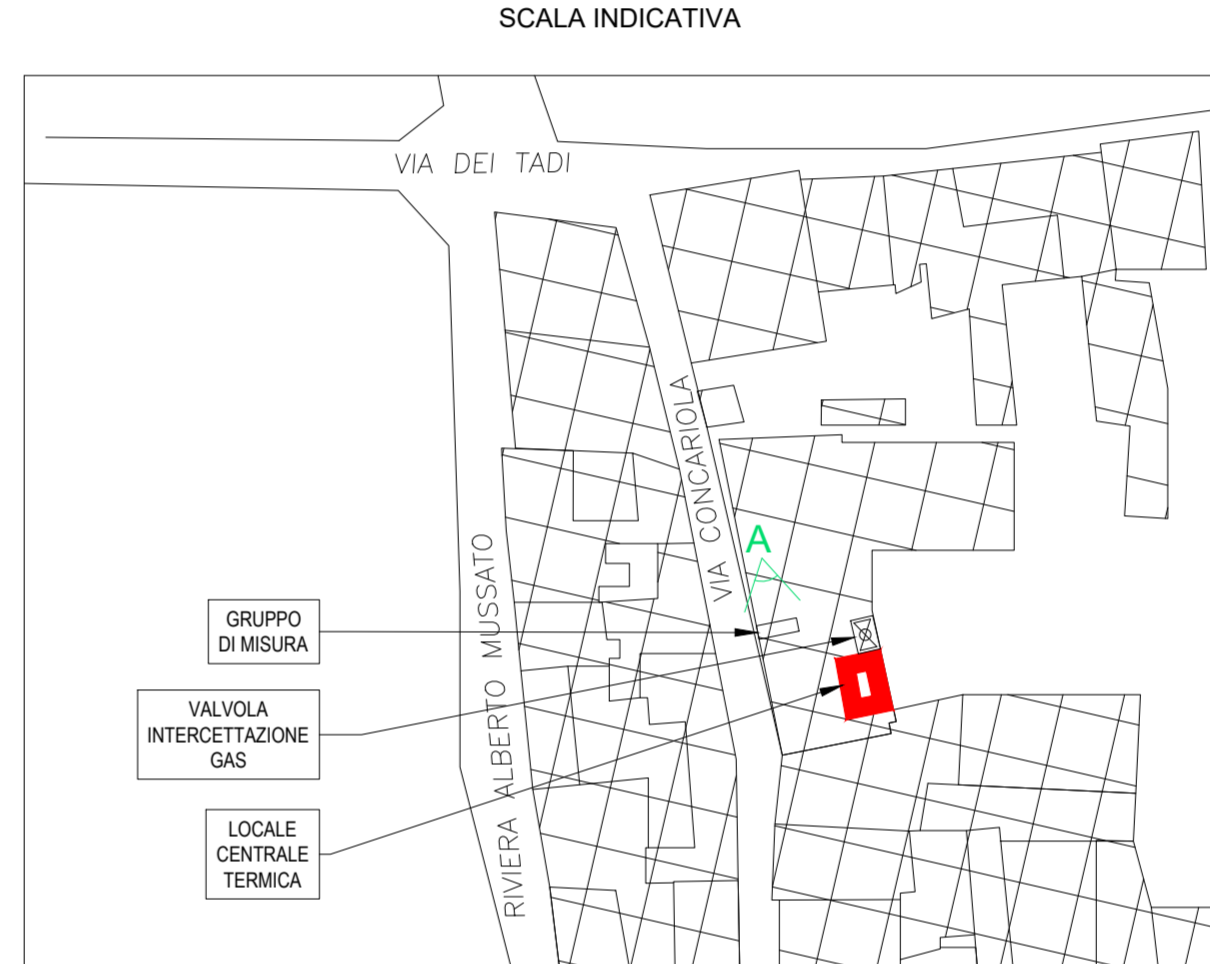 SCALA INDICATIVA
VIA DEI TADI
VIA CONCARIOLA
A
RIVIERA ALBERTO MUSSATO
GRUPPO
DI MISURA
VALVOLA
INTERCETTAZIONE
GAS
LOCALE
CENTRALE
TERMICA